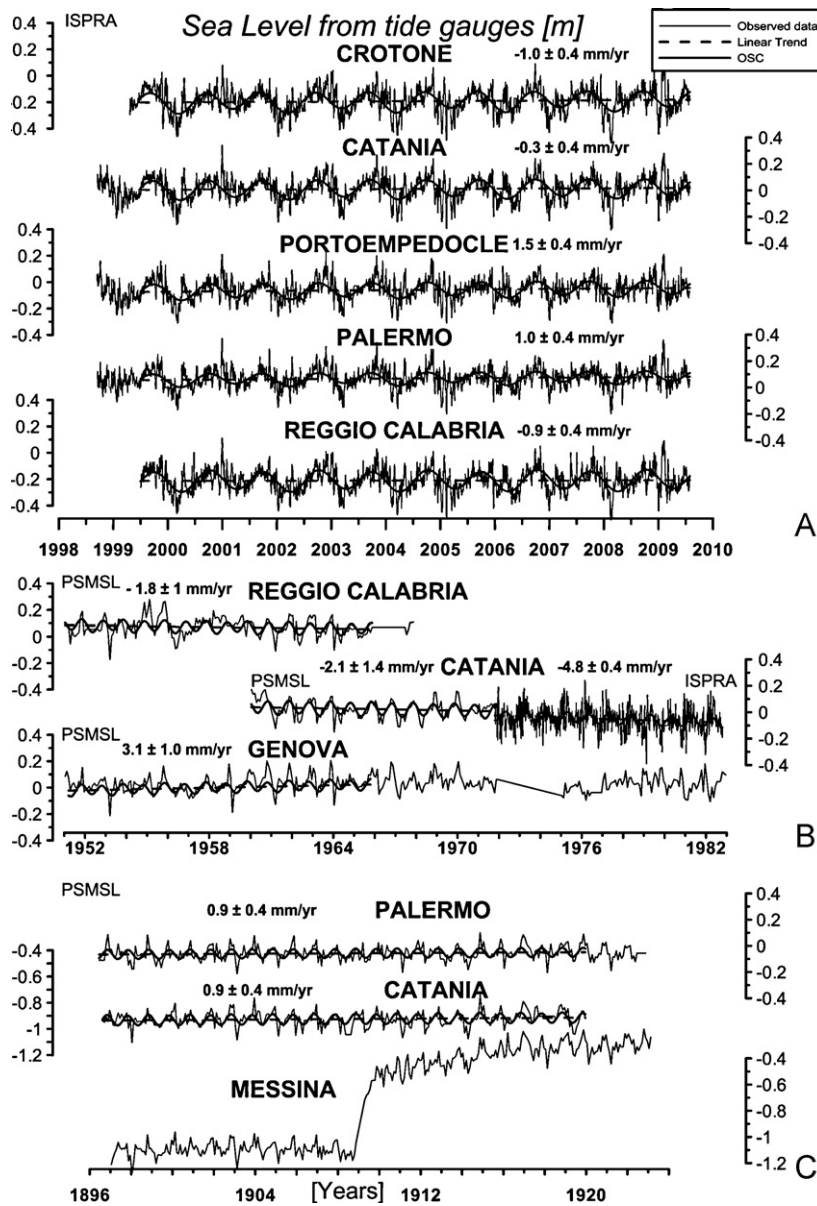 ISPRA
Sea Level from tide gauges [m]
Observed data
Linear Trend
OSC
CROTONE
-1.0 ± 0.4 mm/yr
0.4
0.2
0
-0.2
-0.4
CATANIA
-0.3 ± 0.4 mm/yr
0.4
0.2
0
-0.2
-0.4
PORTOEMPEDOCLE
1.5 ± 0.4 mm/yr
0.4
0.2
0
-0.2
-0.4
PALERMO
1.0 ± 0.4 mm/yr
0.4
0.2
0
-0.2
-0.4
REGGIO CALABRIA
-0.9 ± 0.4 mm/yr
0.4
0.2
0
-0.2
-0.4
1998 1999 2000 2001 2002 2003 2004 2005 2006 2007 2008 2009 2010
A
PSMSL
- 1.8 ± 1 mm/yr
REGGIO CALABRIA
0.4
0.2
0
-0.2
-0.4
PSMSL
-2.1 ± 1.4 mm/yr
CATANIA
-4.8 ± 0.4 mm/yr
ISPRA
0.4
0.2
0
-0.2
-0.4
PSMSL
3.1 ± 1.0 mm/yr
GENOVA
0.4
0.2
0
-0.2
-0.4
1952 1958 1964 1970 1976 1982
B
PSMSL
0.9 ± 0.4 mm/yr
PALERMO
0.4
0.2
0
-0.2
-0.4
0.9 ± 0.4 mm/yr
CATANIA
-0.4
-0.6
-0.8
-1
-1.2
MESSINA
-0.4
-0.6
-0.8
-1
-1.2
1896 1904 [Years] 1912 1920
C